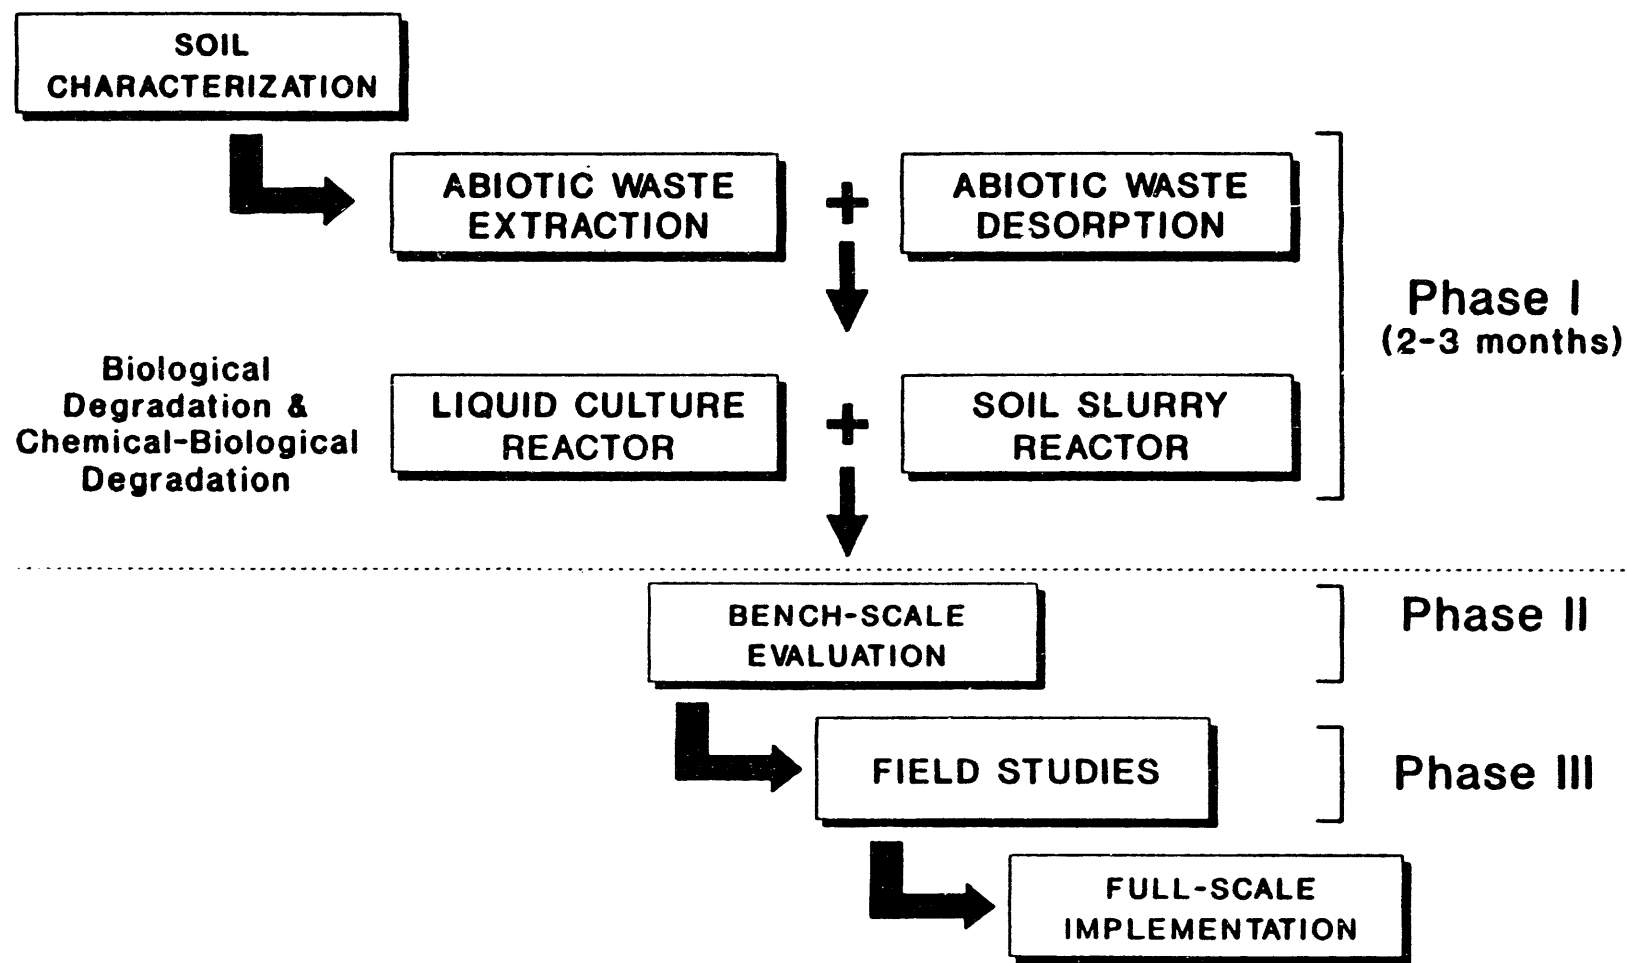 SOIL
CHARACTERIZATION
ABIOTIC WASTE
EXTRACTION
+
ABIOTIC WASTE
DESORPTION
Phase I
(2-3 months)
Biological
Degradation &
Chemical-Biological
Degradation
LIQUID CULTURE
REACTOR
+
SOIL SLURRY
REACTOR
BENCH-SCALE
EVALUATION
Phase II
FIELD STUDIES
Phase III
FULL-SCALE
IMPLEMENTATION